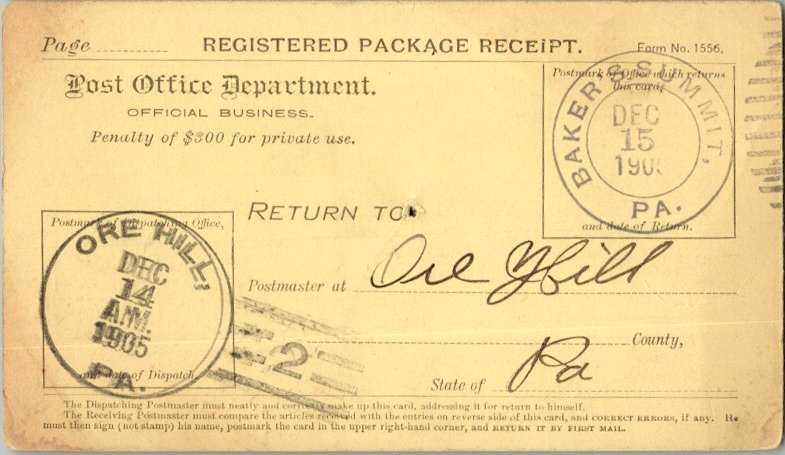 Page
REGISTERED PACKAGE RECEIPT.
Form No. 1556.
Post Office Department.
OFFICIAL BUSINESS.
Penalty of $300 for private use.
Postmark of Office which returns
this card,
BAKER'S SUMMIT,
DEC
15
190
PA.
and date of Return.
RETURN TO
Postmark of Dispatching Office,
ORE HILL,
DEC
14
A.M.
1905
PA.
and date of Dispatch
2
Postmaster at Ore Hill
County,
State of Pa
The Dispatching Postmaster must neatly and correctly make up this card, addressing it for return to himself.
The Receiving Postmaster must compare the articles received with the entries on reverse side of this card, and CORRECT ERRORS, if any. He
must then sign (not stamp) his name, postmark the card in the upper right-hand corner, and RETURN IT BY FIRST MAIL.